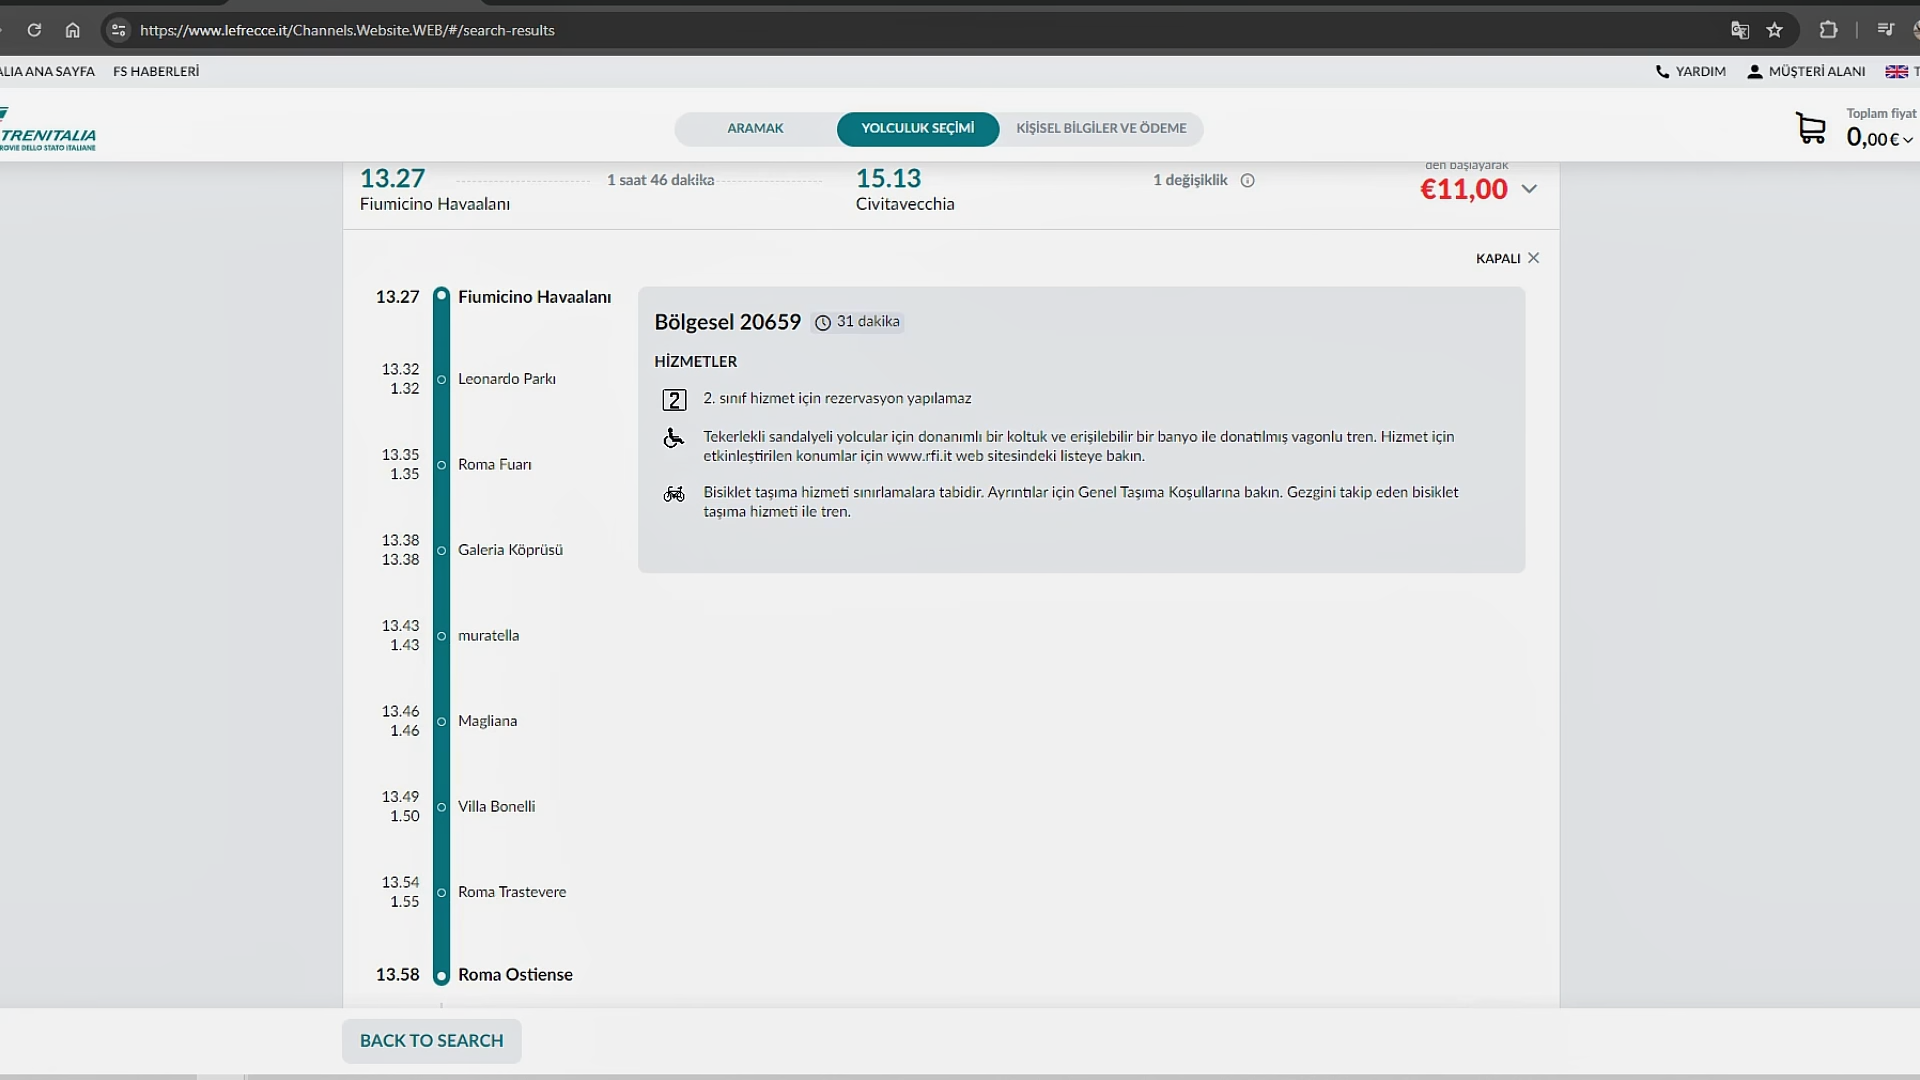 https://www.lefrecce.it/Channels.Website.WEB/#/search-results
ALIA ANA SAYFA FS HABERLERİ YARDIM MÜŞTERİ ALANI
TRENITALIA
ROVIE DELLO STATO ITALIANE
ARAMAK YOLCULUK SEÇİMİ KİŞİSEL BİLGİLER VE ÖDEME
Toplam fiyat
0,00€
den başlayarak
13.27 1 saat 46 dakika 15.13 1 değişiklik €11,00
Fiumicino Havaalanı Civitavecchia
KAPALI
13.27 Fiumicino Havaalanı
13.32
1.32
Leonardo Parkı
13.35
1.35
Roma Fuarı
13.38
13.38
Galeria Köprüsü
13.43
1.43
muratella
13.46
1.46
Magliana
13.49
1.50
Villa Bonelli
13.54
1.55
Roma Trastevere
13.58 Roma Ostiense
Bölgesel 20659 31 dakika
HİZMETLER
2 2. sınıf hizmet için rezervasyon yapılamaz
Tekerlekli sandalyeli yolcular için donanımlı bir koltuk ve erişilebilir bir banyo ile donatılmış vagonlu tren. Hizmet için
etkinleştirilen konumlar için www.rfi.it web sitesindeki listeye bakın.
Bisiklet taşıma hizmeti sınırlamalara tabidir. Ayrıntılar için Genel Taşıma Koşullarına bakın. Gezgini takip eden bisiklet
taşıma hizmeti ile tren.
BACK TO SEARCH